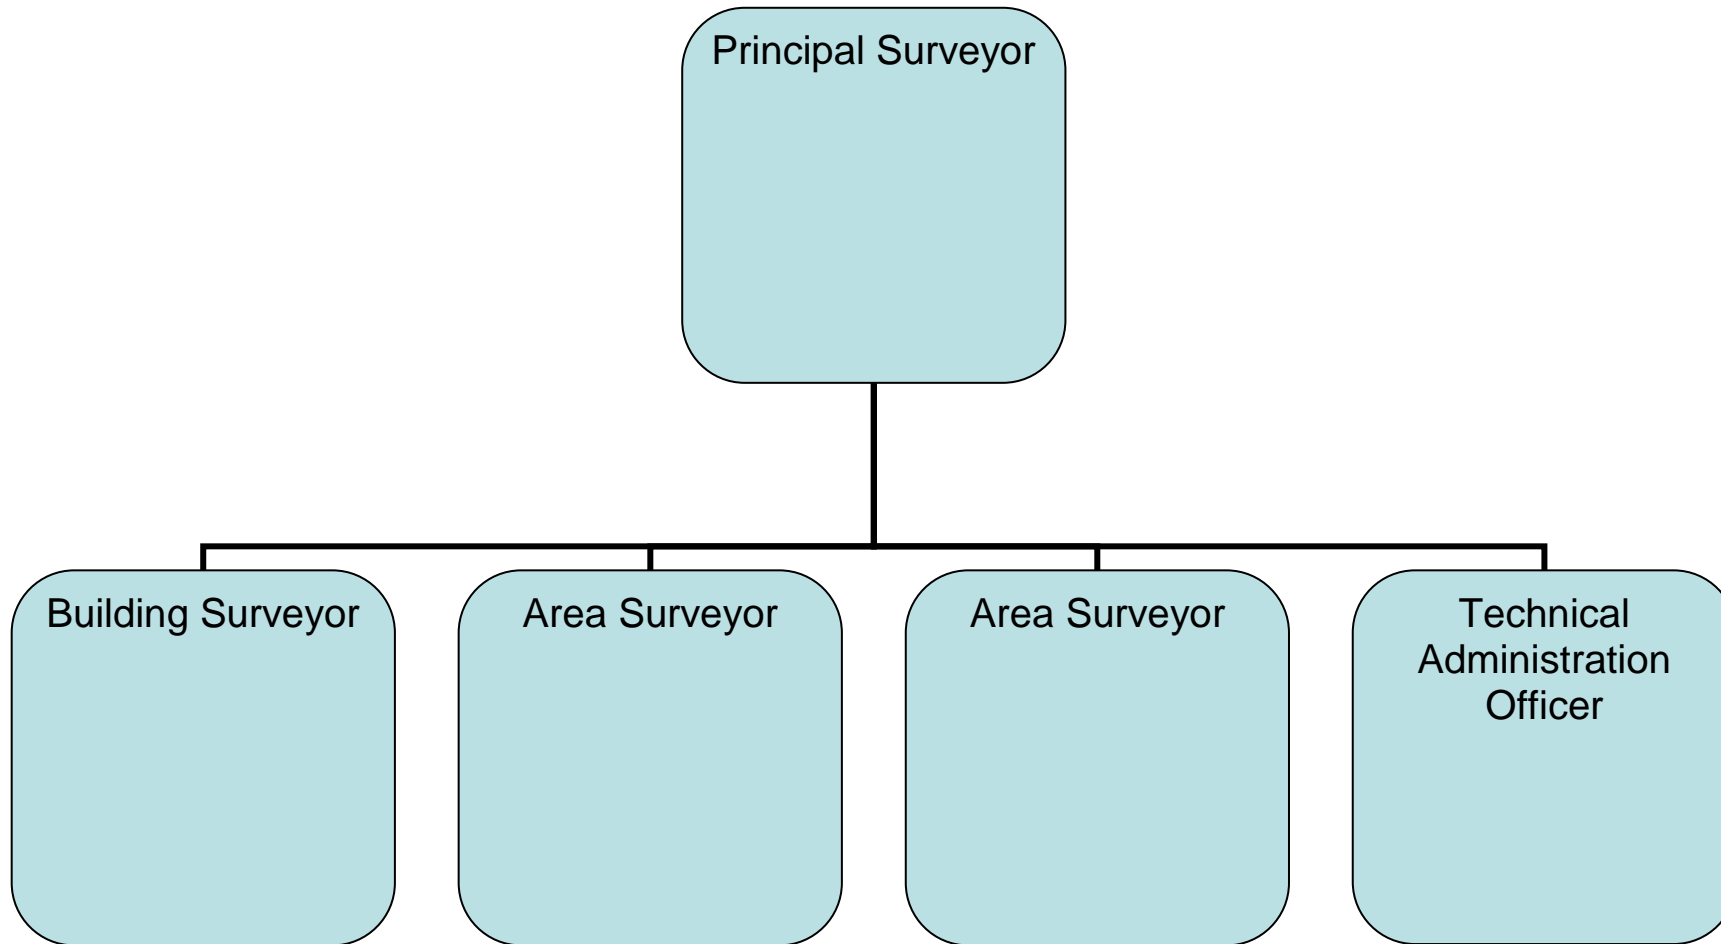 Principal Surveyor
Building Surveyor
Area Surveyor
Area Surveyor
Technical
Administration
Officer